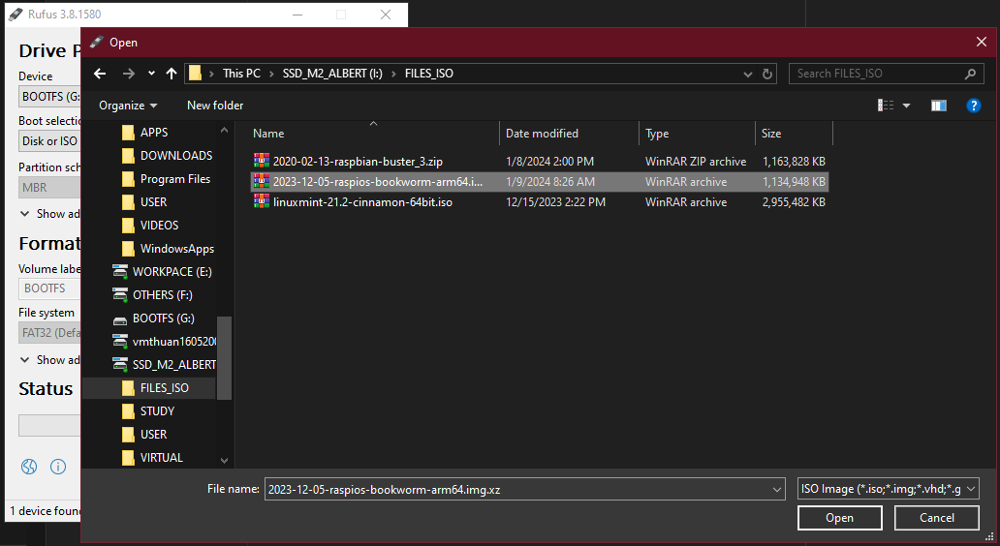 Rufus 3.8.1580
Open
Drive P
Device
BOOTFS (G:
Boot selectio
Disk or ISO
Partition sch
MBR
Show ad
Format
Volume labe
BOOTFS
File system
FAT32 (Defa
Show ad
Status
1 device found
This PC > SSD_M2_ALBERT (I:) > FILES_ISO
Search FILES_ISO
Organize
New folder
APPS
DOWNLOADS
Program Files
USER
VIDEOS
WindowsApps
WORKPACE (E:)
OTHERS (F:)
BOOTFS (G:)
vmthuan1605200
SSD_M2_ALBERT
FILES_ISO
STUDY
USER
VIRTUAL
Name Date modified Type Size
2020-02-13-raspbian-buster_3.zip 1/8/2024 2:00 PM WinRAR ZIP archive 1,163,828 KB
2023-12-05-raspios-bookworm-arm64.i... 1/9/2024 8:26 AM WinRAR archive 1,134,948 KB
linuxmint-21.2-cinnamon-64bit.iso 12/15/2023 2:22 PM WinRAR archive 2,955,482 KB
File name: 2023-12-05-raspios-bookworm-arm64.img.xz
ISO Image (*.iso;*.img;*.vhd;*.g
Open Cancel